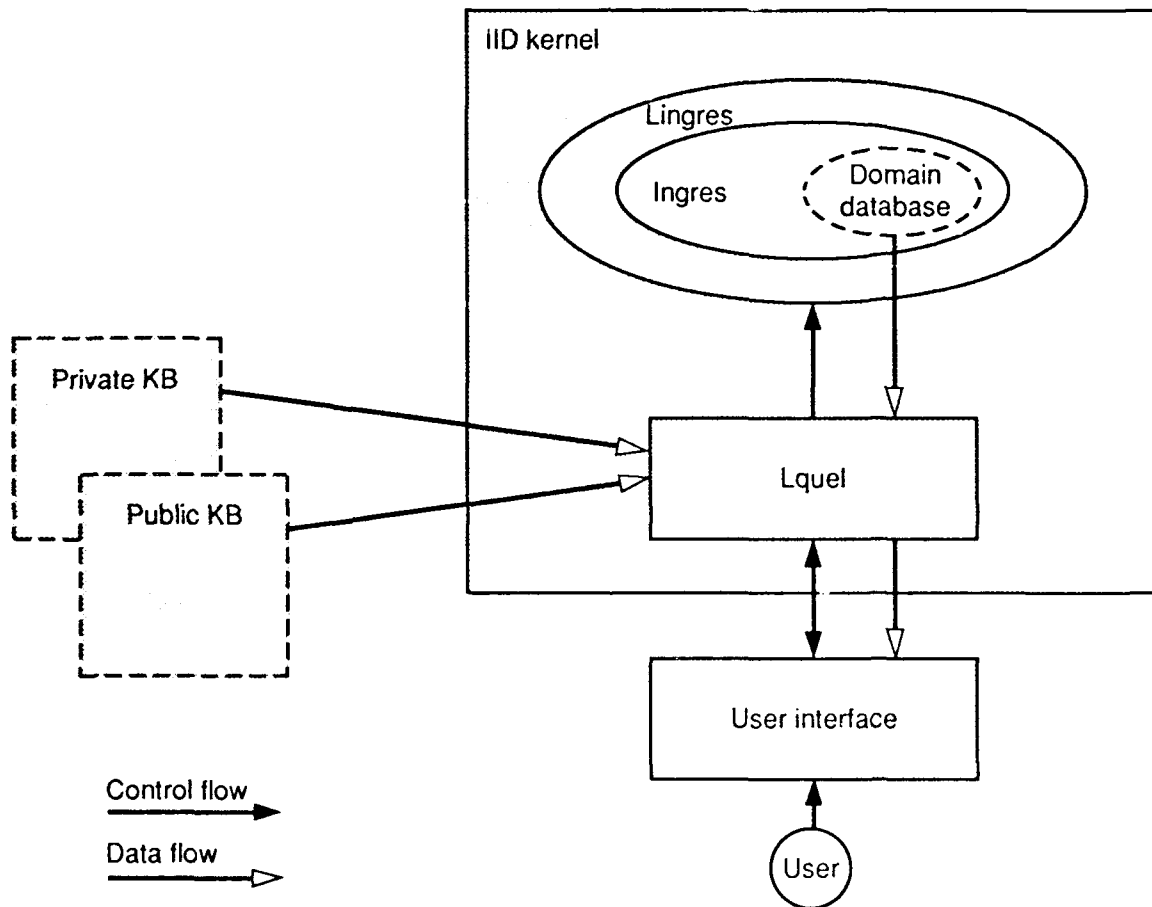 IID kernel
Lingres
Ingres
Domain
database
Private KB
Public KB
Lquel
User interface
Control flow
Data flow
User